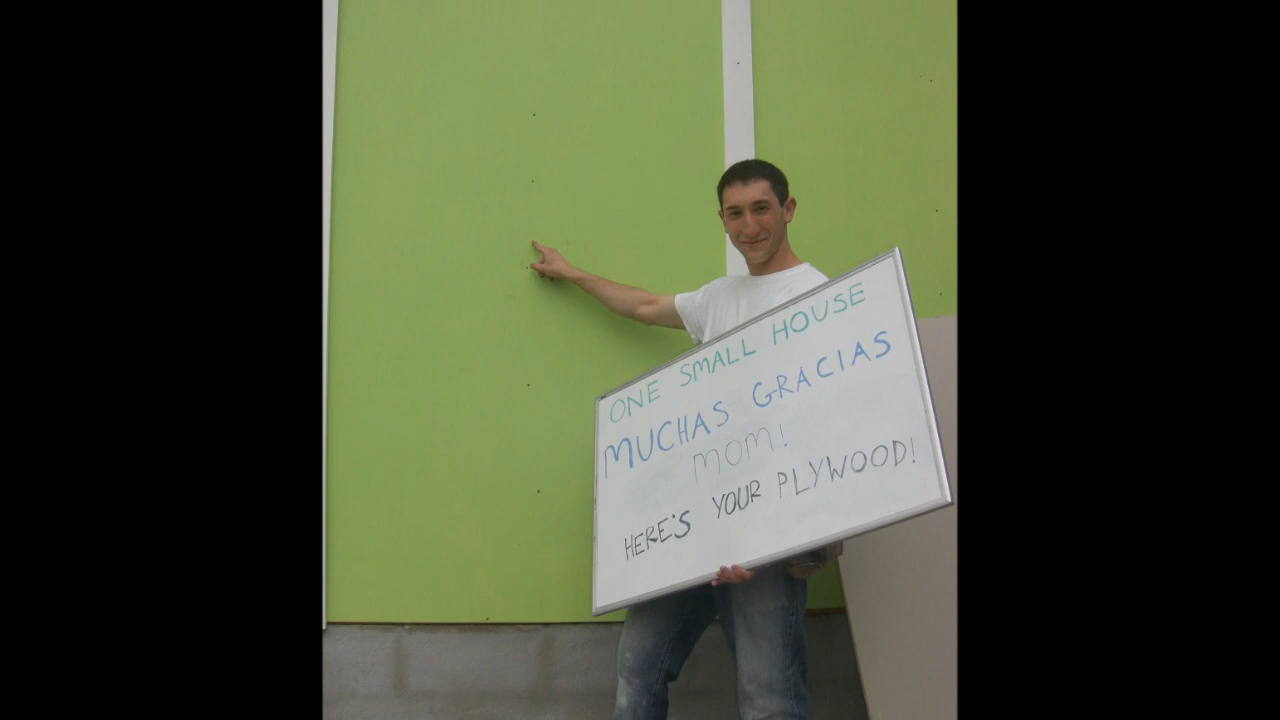 ONE SMALL HOUSE
MUCHAS GRACIAS
MOM!
HERE'S YOUR PLYWOOD!